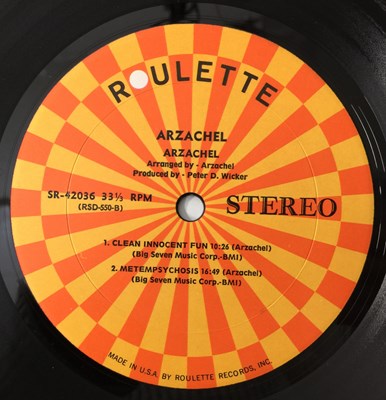 ROULETTE
ARZACHEL
ARZACHEL
Arranged by - Arzachel
Produced by - Peter D. Wicker
SR-42036 33⅓ RPM
(RSD-550-B)
STEREO
1. CLEAN INNOCENT FUN 10:26 (Arzachel)
(Big Seven Music Corp.-BMI)
2. METEMPSYCHOSIS 16:49 (Arzachel)
(Big Seven Music Corp.-BMI)
MADE IN U.S.A. BY ROULETTE RECORDS, INC.